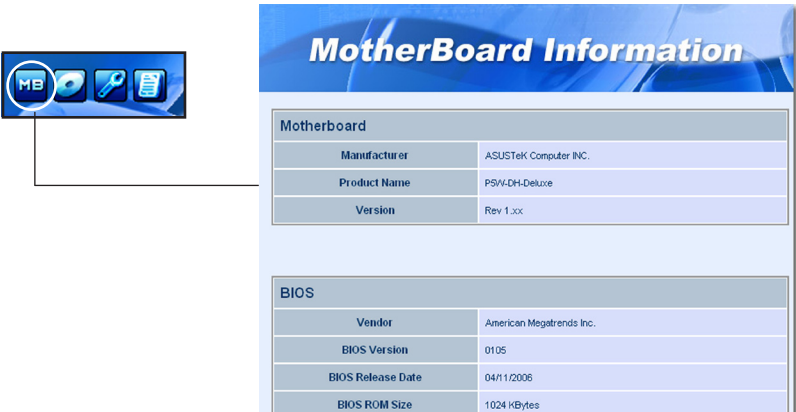 MB
MotherBoard Information
Motherboard
Manufacturer ASUSTeK Computer INC.
Product Name P5W-DH-Deluxe
Version Rev 1.xx
BIOS
Vendor American Megatrends Inc.
BIOS Version 0105
BIOS Release Date 04/11/2006
BIOS ROM Size 1024 KBytes